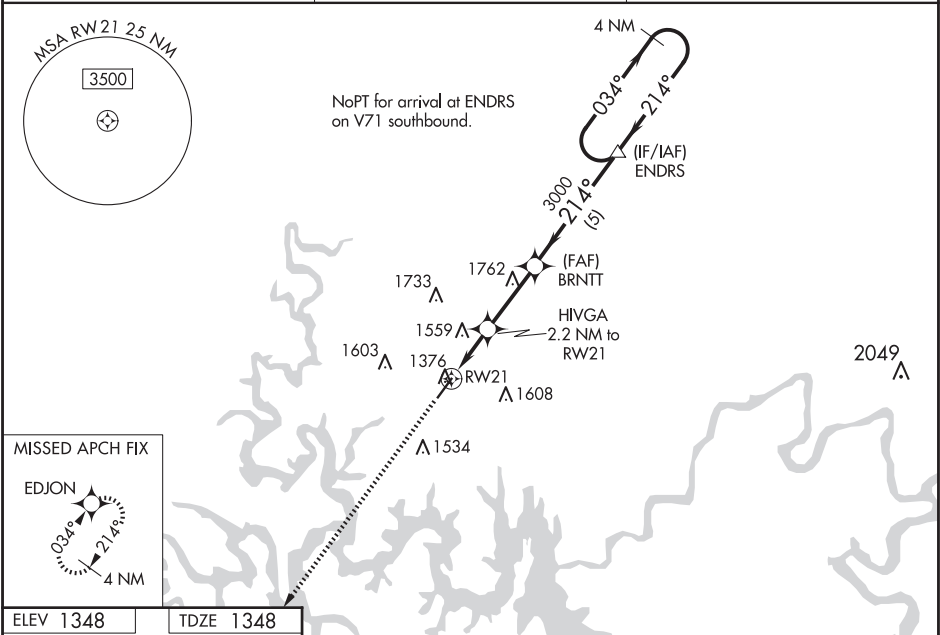 MSA RW21 25 NM
3500
NoPT for arrival at ENDRS
on V71 southbound.
4 NM
034°
214°
(IF/IAF)
ENDRS
3000
214°
(5)
(FAF)
BRNTT
1762
1733
HIVGA
2.2 NM to
RW21
1559
1603
1376
RW21
1608
2049
1534
MISSED APCH FIX
EDJON
034°
214°
4 NM
ELEV 1348
TDZE 1348